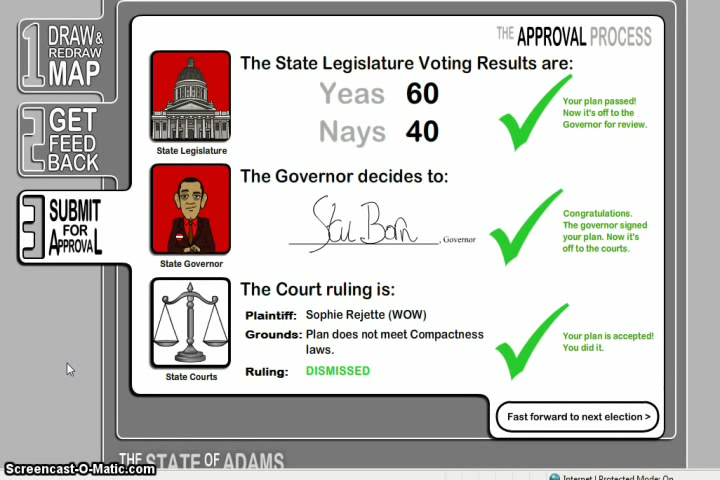 1 DRAW & REDRAW MAP
2 GET FEED BACK
3 SUBMIT FOR APPROVAL
THE APPROVAL PROCESS
The State Legislature Voting Results are:
Yeas 60
Nays 40
Your plan passed!
Now it's off to the
Governor for review.
State Legislature
The Governor decides to:
Stu Born, Governor
Congratulations.
The governor signed
your plan. Now it's
off to the courts.
State Governor
The Court ruling is:
Plaintiff: Sophie Rejette (WOW)
Grounds: Plan does not meet Compactness
laws.
Ruling: DISMISSED
Your plan is accepted!
You did it.
State Courts
Fast forward to next election >
THE STATE OF ADAMS
Screencast-O-Matic.com
Internet | Protected Mode: On